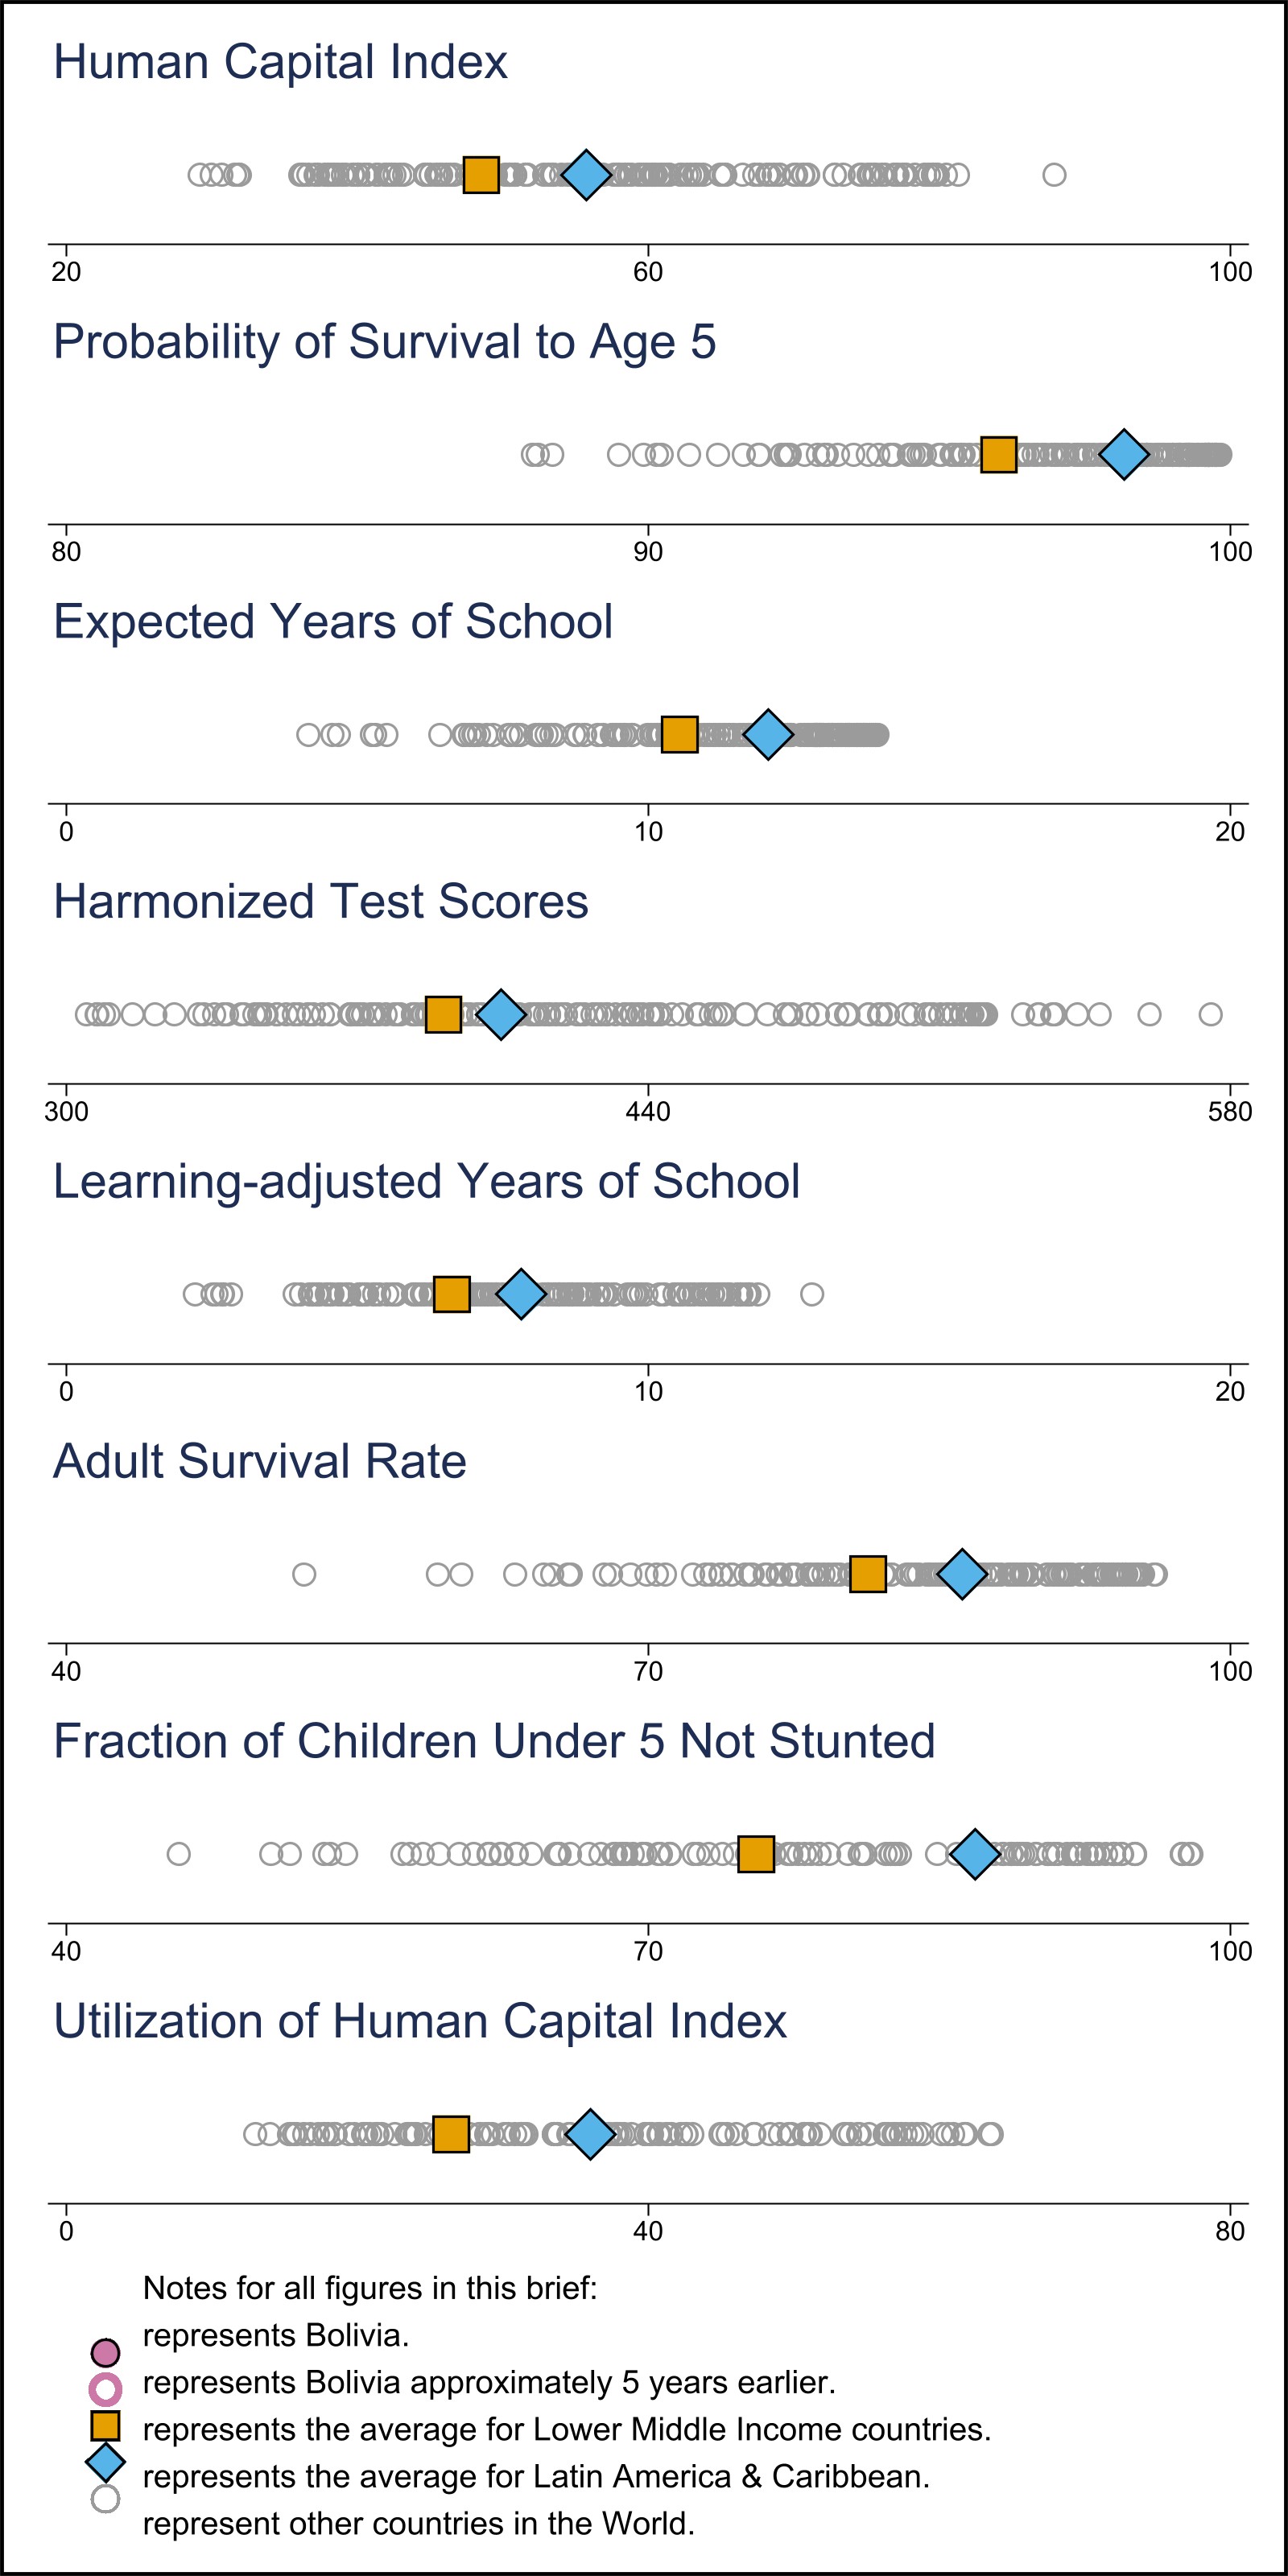 Human Capital Index
20 60 100
Probability of Survival to Age 5
80 90 100
Expected Years of School
0 10 20
Harmonized Test Scores
300 440 580
Learning-adjusted Years of School
0 10 20
Adult Survival Rate
40 70 100
Fraction of Children Under 5 Not Stunted
40 70 100
Utilization of Human Capital Index
0 40 80
Notes for all figures in this brief:
represents Bolivia.
represents Bolivia approximately 5 years earlier.
represents the average for Lower Middle Income countries.
represents the average for Latin America & Caribbean.
represent other countries in the World.